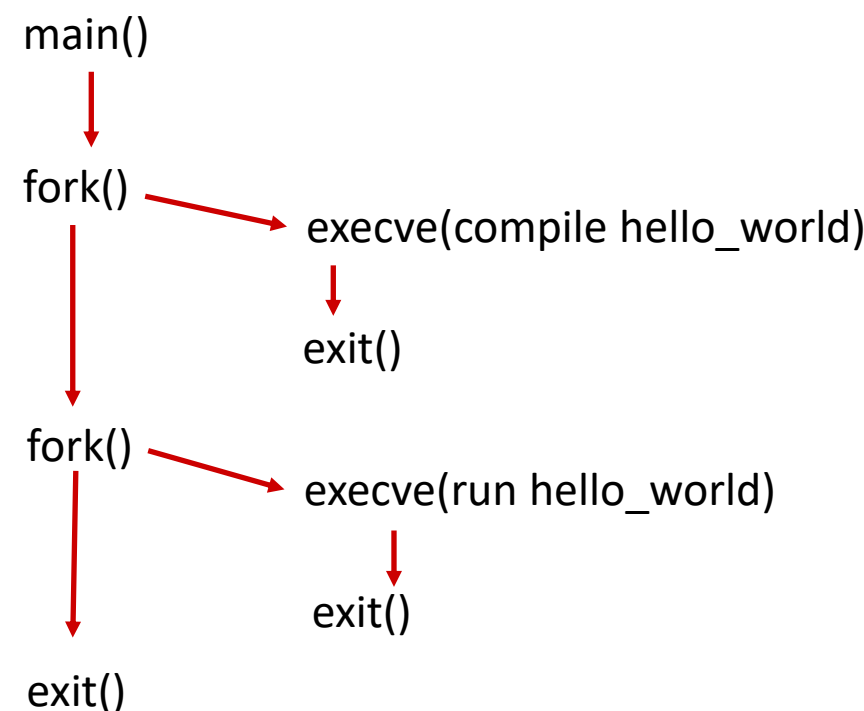 main()
fork()
execve(compile hello_world)
exit()
fork()
execve(run hello_world)
exit()
exit()